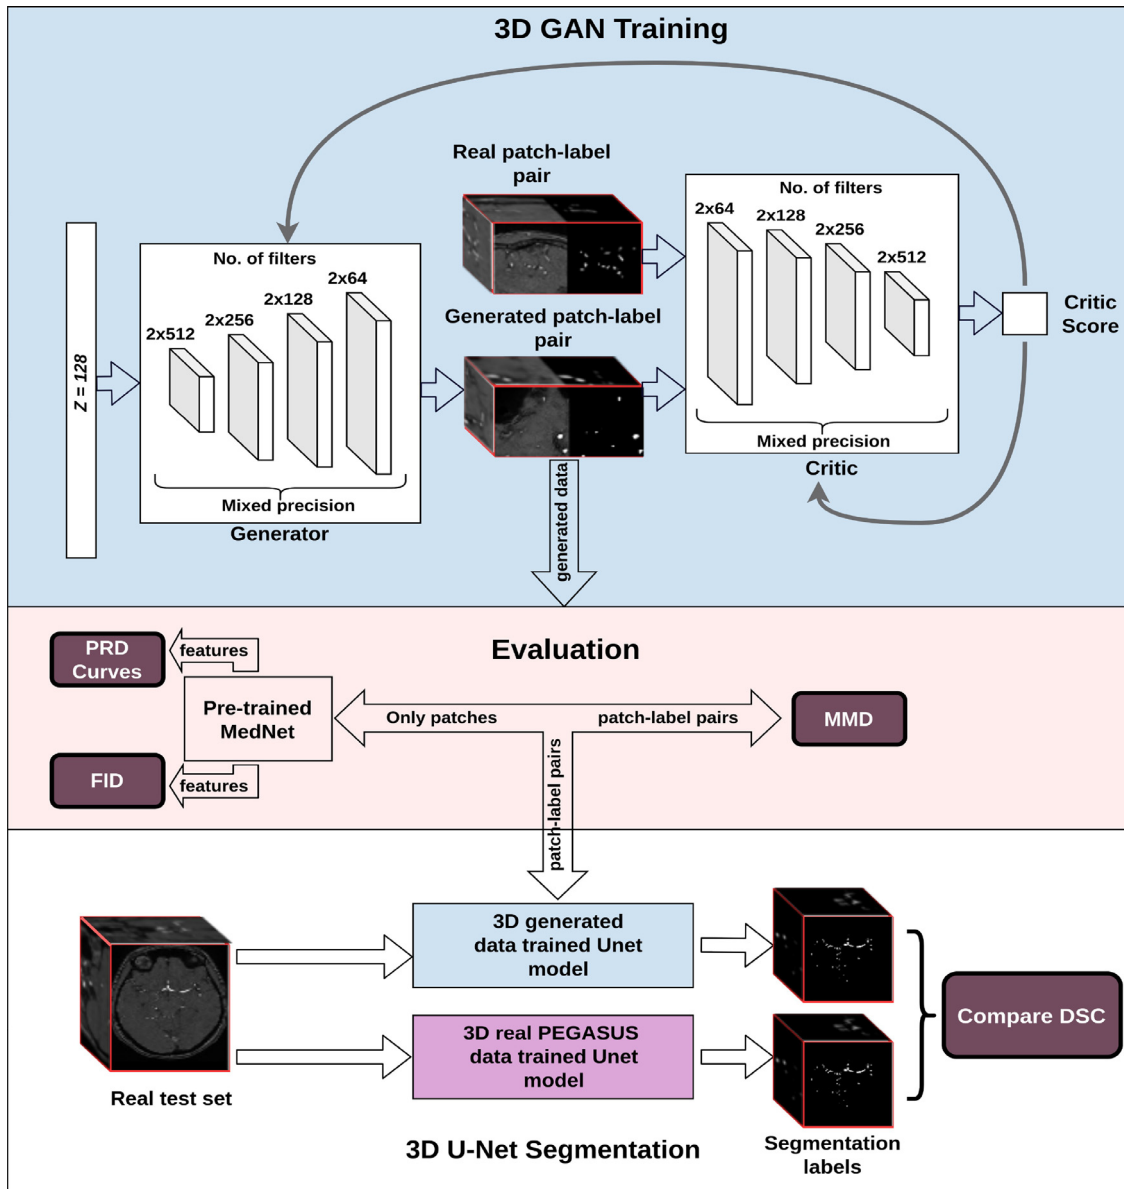 3D GAN Training
Real patch-label
pair
No. of filters
2x64
2x128
2x256
2x512
Critic
Score
Mixed precision
Critic
Z = 128
No. of filters
2x512
2x256
2x128
2x64
Mixed precision
Generator
Generated patch-label
pair
generated data
Evaluation
PRD
Curves
features
Pre-trained
MedNet
Only patches
patch-label pairs
MMD
FID
features
patch-label pairs
3D generated
data trained Unet
model
3D real PEGASUS
data trained Unet
model
Compare DSC
Real test set
3D U-Net Segmentation
Segmentation
labels